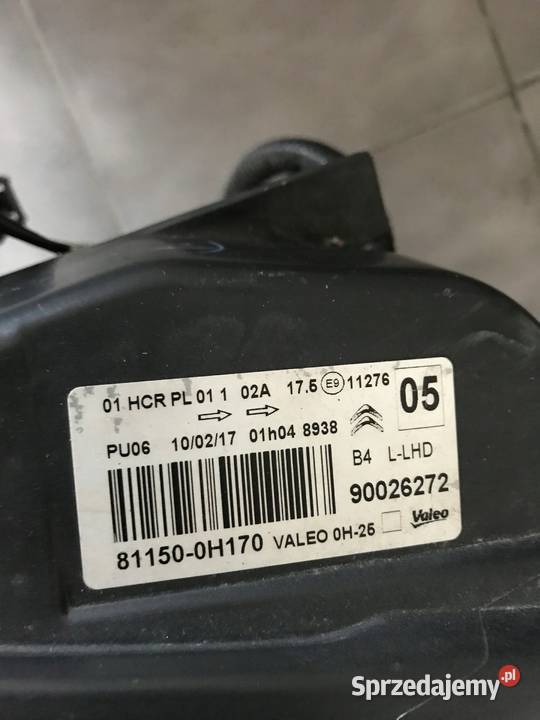 01 HCR PL 01 1 02A 17.5 E9 11276 05
PU06 10/02/17 01h04 8938
B4 L-LHD
90026272
81150-0H170 VALEO 0H-25 Valeo
Sprzedajemy.pl